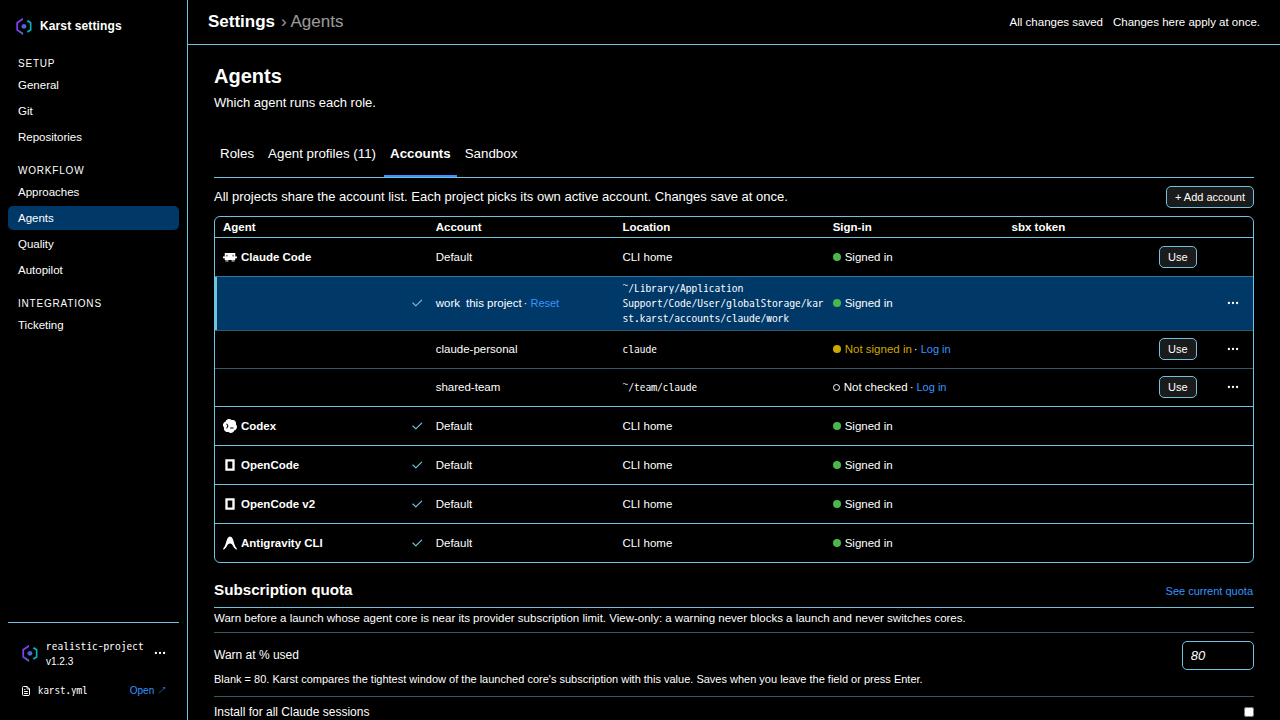 Karst settings
SETUP
General
Git
Repositories
WORKFLOW
Approaches
Agents
Quality
Autopilot
INTEGRATIONS
Ticketing
realistic-project
v1.2.3
karst.yml Open ↗
Settings › Agents
All changes saved Changes here apply at once.
Agents
Which agent runs each role.
Roles Agent profiles (11) Accounts Sandbox
All projects share the account list. Each project picks its own active account. Changes save at once.
+ Add account
Agent Account Location Sign-in sbx token
Claude Code Default CLI home Signed in Use
work this project · Reset ~/Library/Application Support/Code/User/globalStorage/kar st.karst/accounts/claude/work Signed in
claude-personal claude Not signed in · Log in Use
shared-team ~/team/claude Not checked · Log in Use
Codex Default CLI home Signed in
OpenCode Default CLI home Signed in
OpenCode v2 Default CLI home Signed in
Antigravity CLI Default CLI home Signed in
Subscription quota See current quota
Warn before a launch whose agent core is near its provider subscription limit. View-only: a warning never blocks a launch and never switches cores.
Warn at % used 80
Blank = 80. Karst compares the tightest window of the launched core's subscription with this value. Saves when you leave the field or press Enter.
Install for all Claude sessions